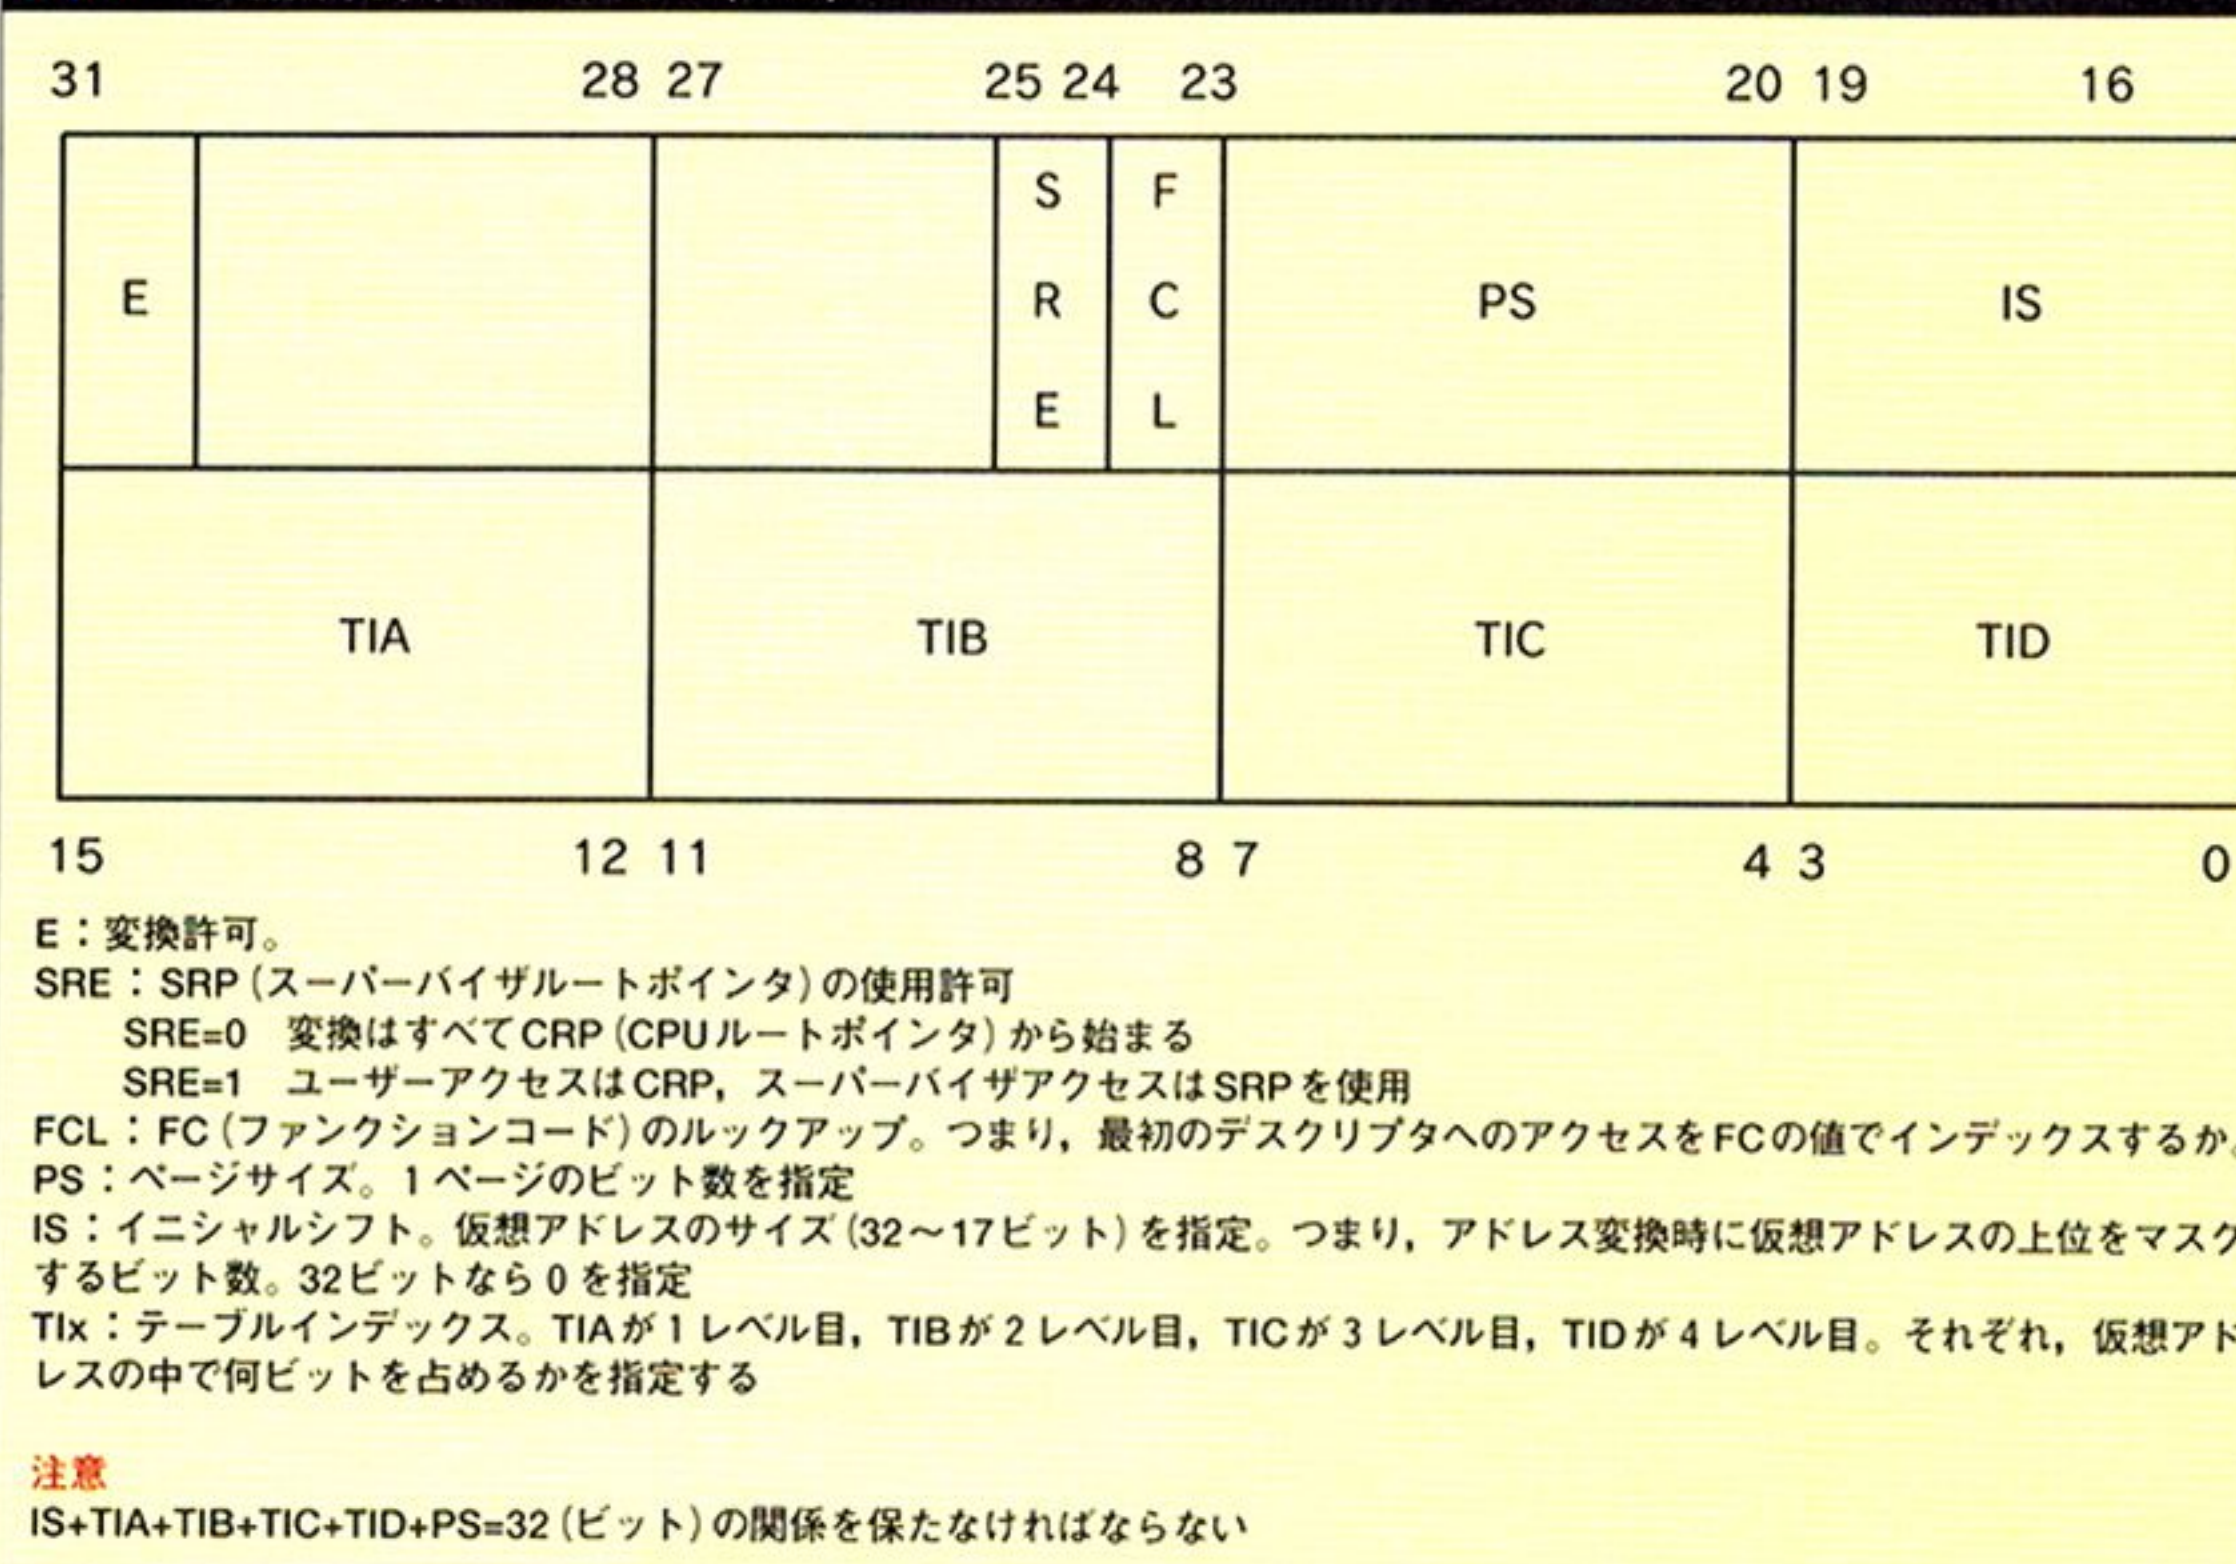 31 28 27 25 24 23 20 19 16
E S R E F C L PS IS
TIA TIB TIC TID
15 12 11 8 7 4 3 0
E：変換許可。
SRE：SRP(スーパーバイザルートポインタ)の使用許可
SRE=0 変換はすべてCRP(CPUルートポインタ)から始まる
SRE=1 ユーザーアクセスはCRP，スーパーバイザアクセスはSRPを使用
FCL：FC(ファンクションコード)のルックアップ。つまり，最初のデスクリプタへのアクセスをFCの値でインデックスするか。
PS：ページサイズ。1ページのビット数を指定
IS：イニシャルシフト。仮想アドレスのサイズ(32～17ビット)を指定。つまり，アドレス変換時に仮想アドレスの上位をマスク
するビット数。32ビットなら0を指定
TIx：テーブルインデックス。TIAが1レベル目，TIBが2レベル目，TICが3レベル目，TIDが4レベル目。それぞれ，仮想アド
レスの中で何ビットを占めるかを指定する
注意
IS+TIA+TIB+TIC+TID+PS=32(ビット)の関係を保たなければならない